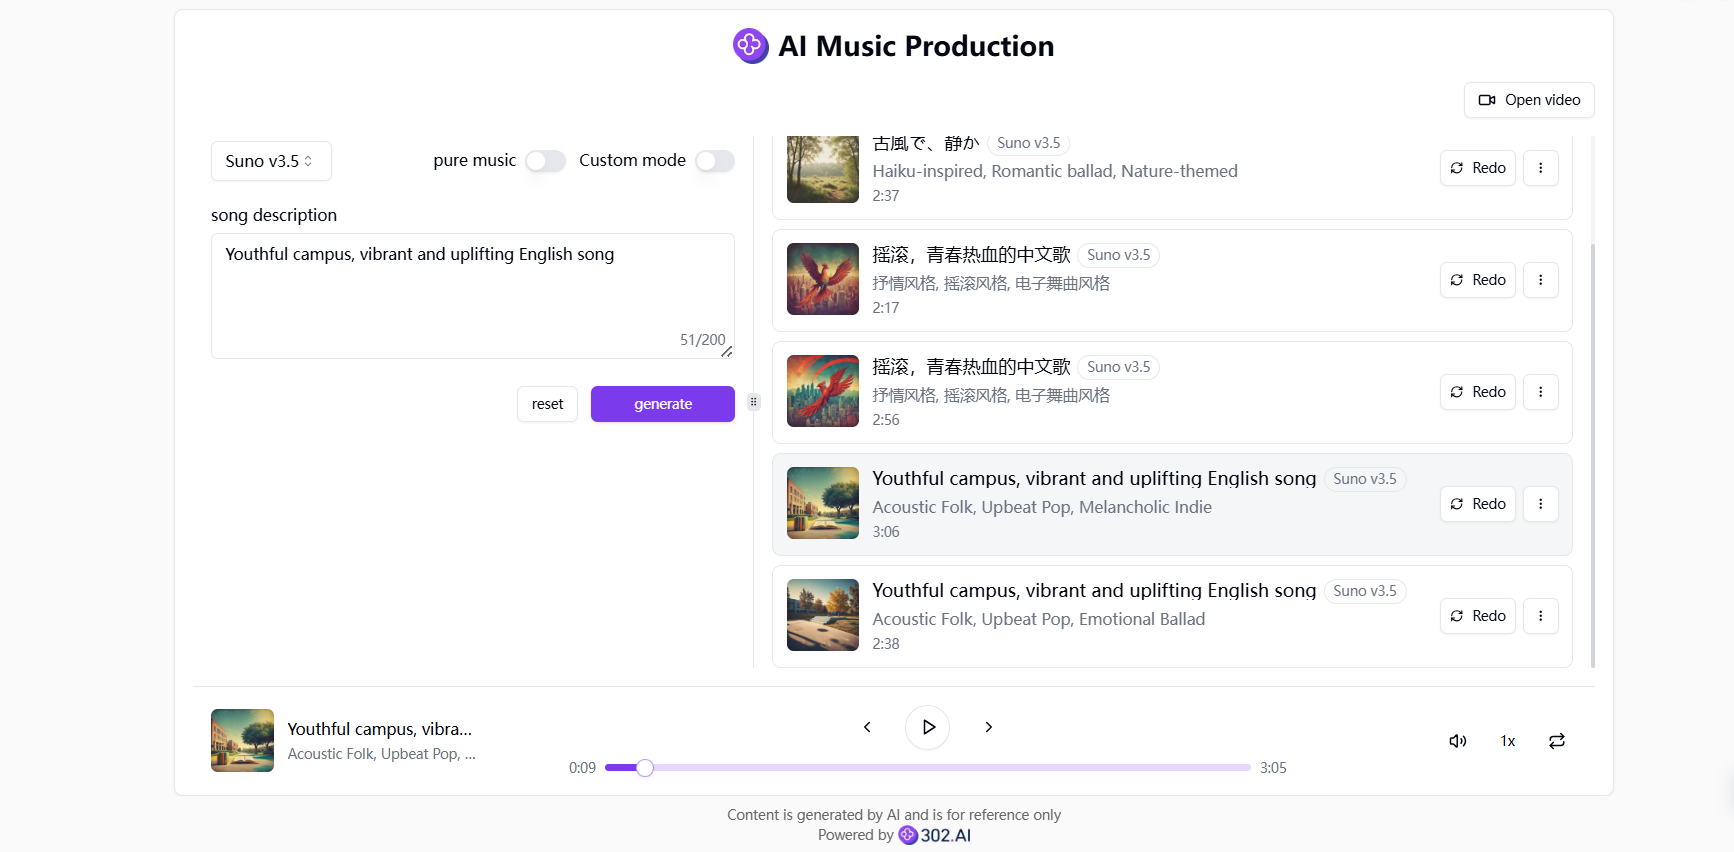 AI Music Production
Open video
Suno v3.5
pure music
Custom mode
song description
Youthful campus, vibrant and uplifting English song
51/200
reset
generate
古風で、静か Suno v3.5
Haiku-inspired, Romantic ballad, Nature-themed
2:37
Redo
摇滚，青春热血的中文歌 Suno v3.5
抒情风格, 摇滚风格, 电子舞曲风格
2:17
Redo
摇滚，青春热血的中文歌 Suno v3.5
抒情风格, 摇滚风格, 电子舞曲风格
2:56
Redo
Youthful campus, vibrant and uplifting English song Suno v3.5
Acoustic Folk, Upbeat Pop, Melancholic Indie
3:06
Redo
Youthful campus, vibrant and uplifting English song Suno v3.5
Acoustic Folk, Upbeat Pop, Emotional Ballad
2:38
Redo
Youthful campus, vibra...
Acoustic Folk, Upbeat Pop, ...
0:09
3:05
1x
Content is generated by AI and is for reference only
Powered by 302.AI